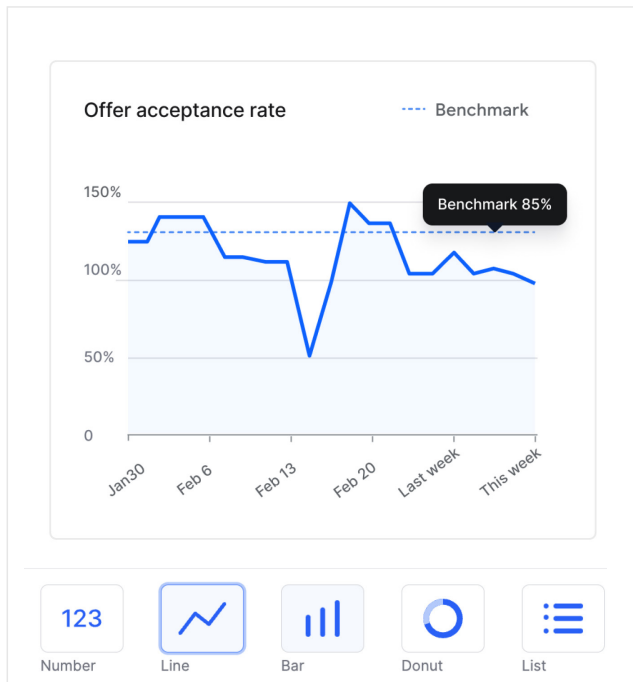 Offer acceptance rate
Benchmark
150%
Benchmark 85%
100%
50%
0
Jan30
Feb 6
Feb 13
Feb 20
Last week
This week
123
Number
Line
Bar
Donut
List